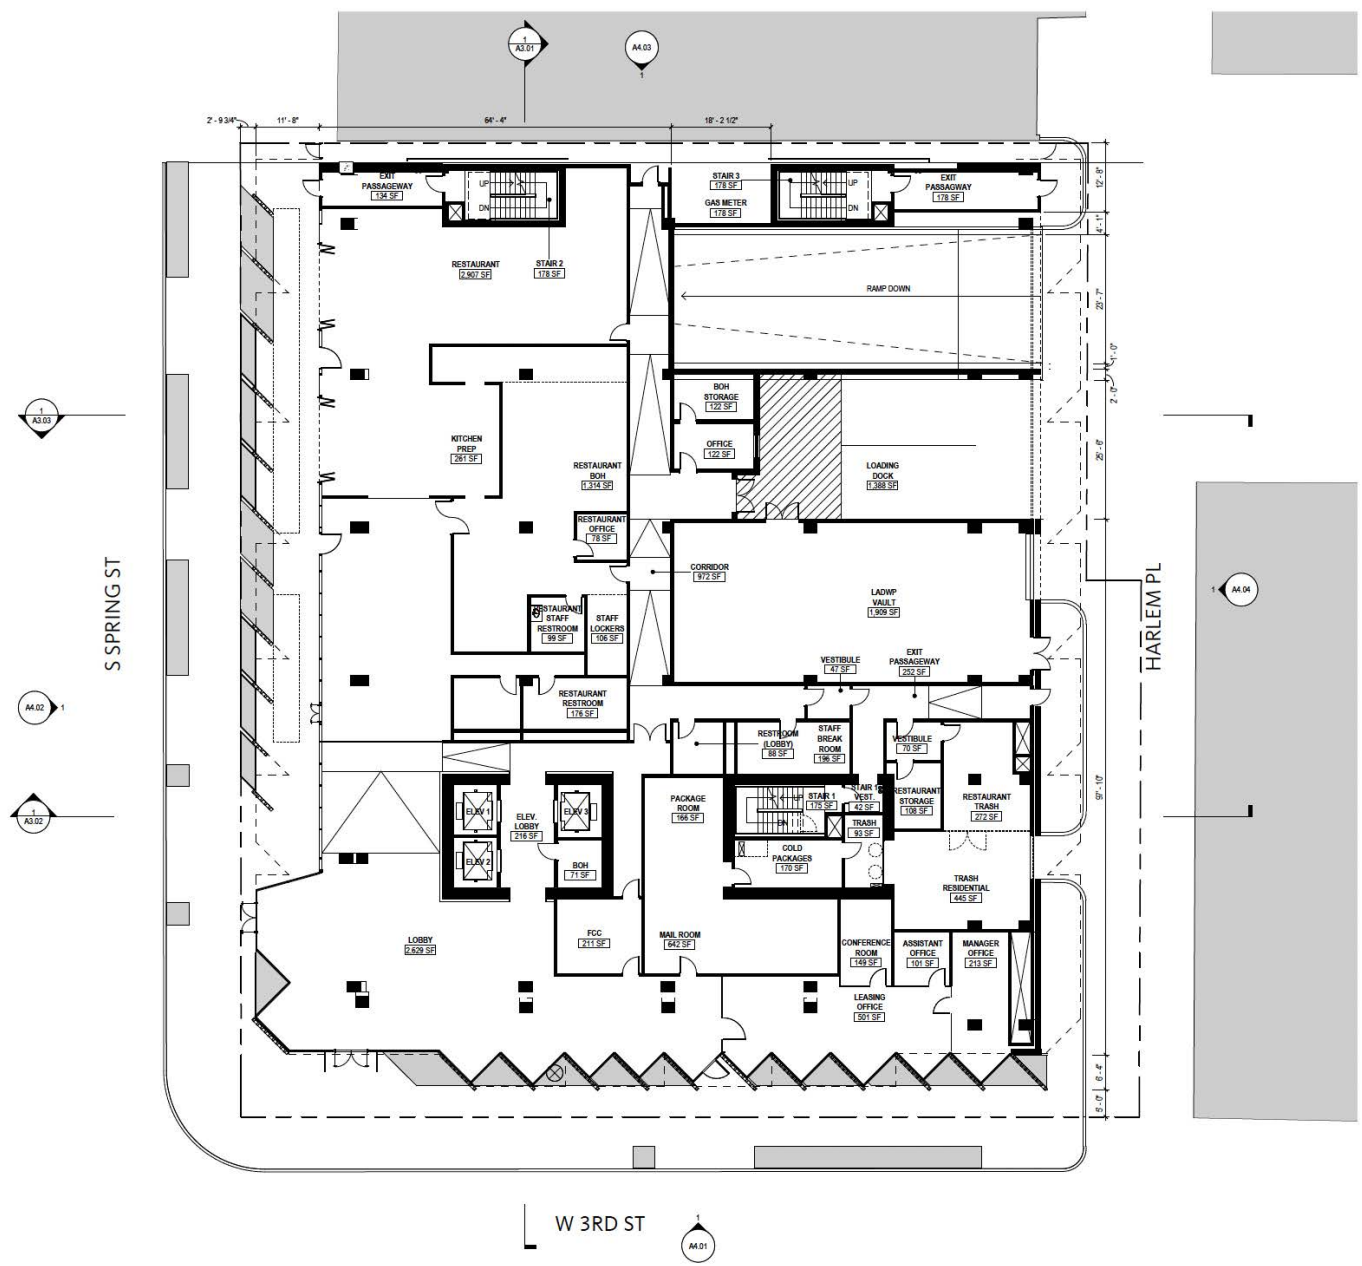 1
A3.01
A4.03
1
2' - 9 3/4"
11' - 8"
64' - 4"
18' - 2 1/2"
EXIT
PASSAGEWAY
134 SF
UP
DN
STAIR 3
178 SF
GAS METER
178 SF
UP
DN
EXIT
PASSAGWAY
178 SF
12' - 8"
4' - 1"
RESTAURANT
2,907 SF
STAIR 2
178 SF
RAMP DOWN
23' - 7"
1' - 0"
2' - 0"
BOH
STORAGE
122 SF
1
A3.03
KITCHEN
PREP
261 SF
OFFICE
122 SF
RESTAURANT
BOH
1,314 SF
LOADING
DOCK
1,388 SF
25' - 6"
RESTAURANT
OFFICE
78 SF
CORRIDOR
972 SF
S SPRING ST
HARLEM PL
1
A4.04
LADWP
VAULT
1,909 SF
RESTAURANT
STAFF
RESTROOM
99 SF
STAFF
LOCKERS
106 SF
VESTIBULE
47 SF
EXIT
PASSAGEWAY
252 SF
A4.02
1
RESTAURANT
RESTROOM
176 SF
RESTROOM
(LOBBY)
88 SF
STAFF
BREAK
ROOM
196 SF
VESTIBULE
70 SF
1
A3.02
ELEV 1
ELEV.
LOBBY
216 SF
ELEV 3
PACKAGE
ROOM
166 SF
UP
DN
STAIR 1
175 SF
STAIR 1
VEST.
42 SF
RESTAURANT
STORAGE
108 SF
RESTAURANT
TRASH
272 SF
97' - 10"
TRASH
93 SF
ELEV 2
BOH
71 SF
COLD
PACKAGES
170 SF
TRASH
RESIDENTIAL
445 SF
LOBBY
2,629 SF
FCC
211 SF
MAIL ROOM
642 SF
CONFERENCE
ROOM
149 SF
ASSISTANT
OFFICE
101 SF
MANAGER
OFFICE
213 SF
LEASING
OFFICE
501 SF
6' - 4"
5' - 0"
W 3RD ST
1
A4.01